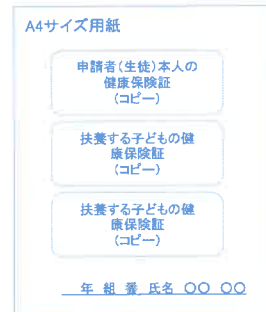 A4サイズ用紙
申請者(生徒)本人の
健康保険証
(コピー)
扶養する子どもの健
康保険証
(コピー)
扶養する子どもの健
康保険証
(コピー)
年 組 番 氏名 〇〇 〇〇